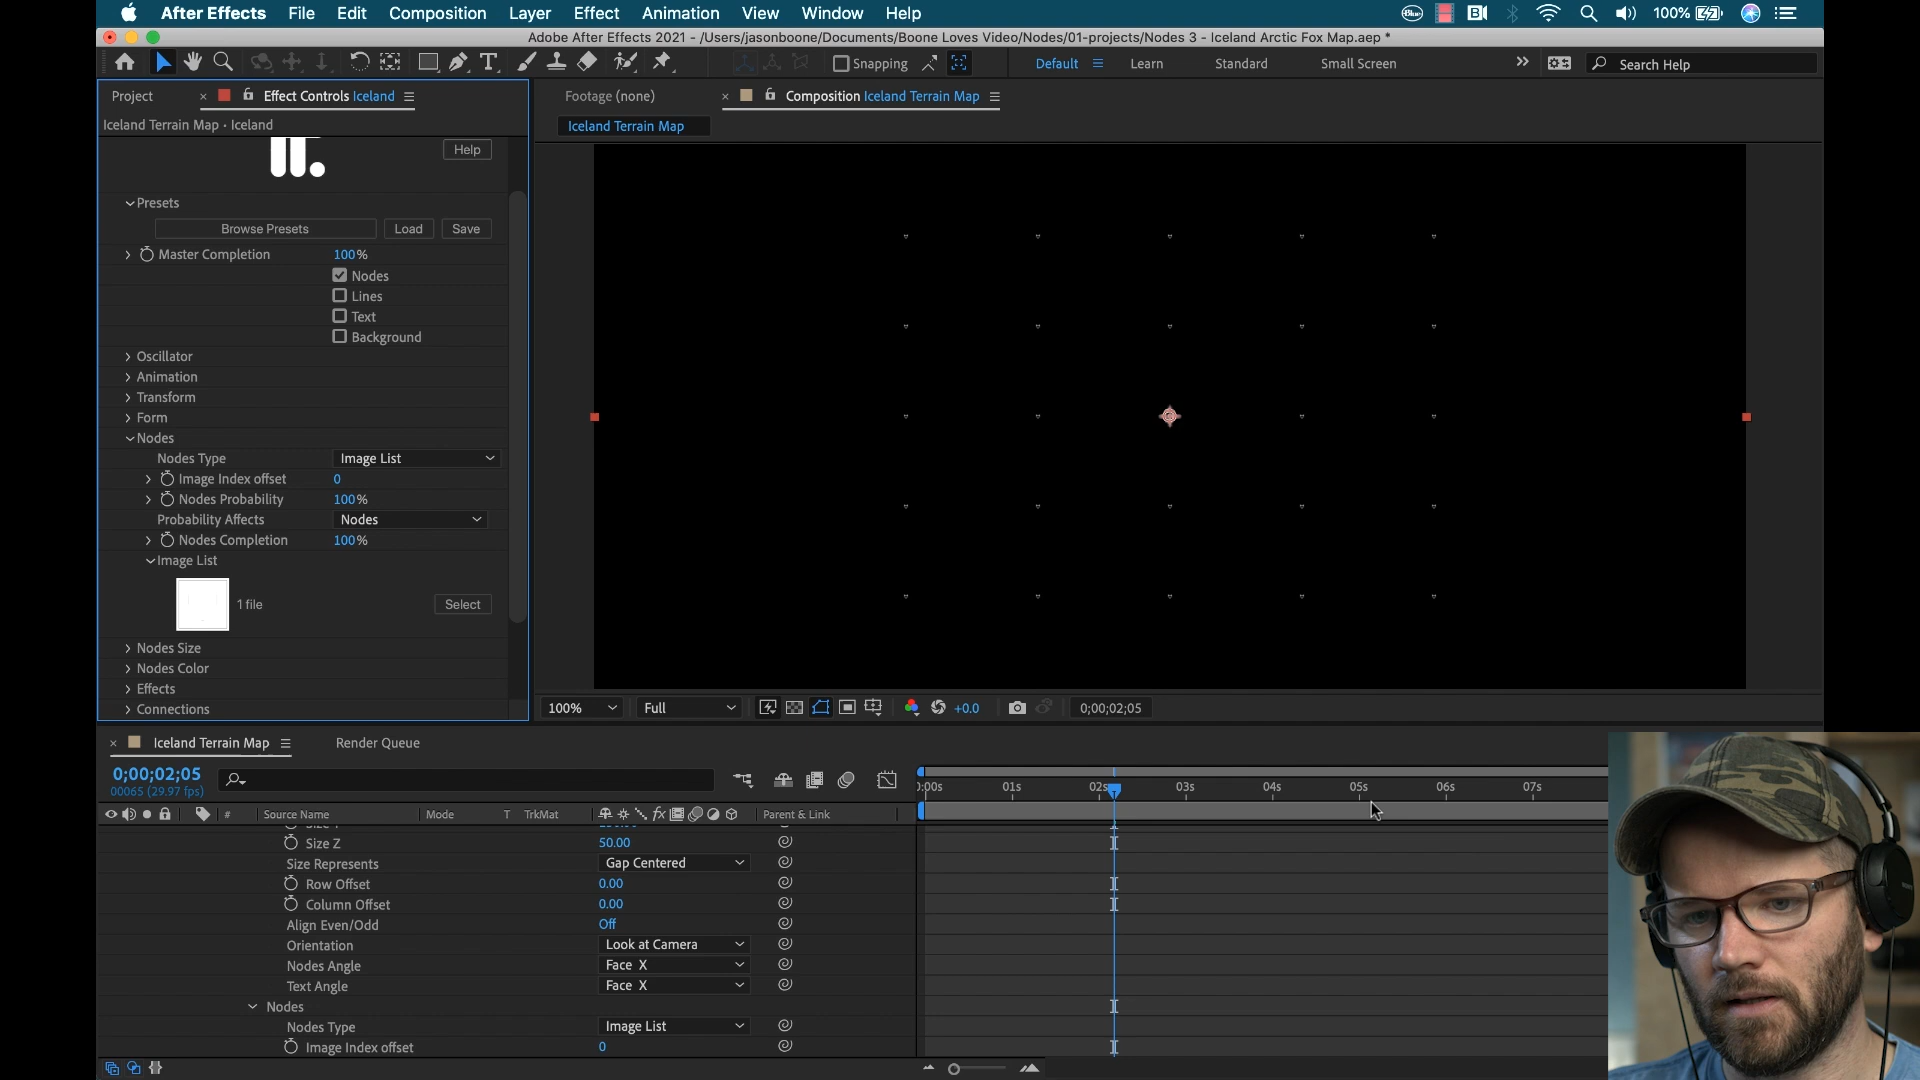 After Effects File Edit Composition Layer Effect Animation View Window Help 100%
Adobe After Effects 2021 - /Users/jasonboone/Documents/Boone Loves Video/Nodes/01-projects/Nodes 3 - Iceland Arctic Fox Map.aep *
Snapping Default Learn Standard Small Screen Search Help
Project Effect Controls Iceland
Footage (none) Composition Iceland Terrain Map
Iceland Terrain Map • Iceland
Iceland Terrain Map
Help
Presets
Browse Presets Load Save
Master Completion 100%
Nodes
Lines
Text
Background
Oscillator
Animation
Transform
Form
Nodes
Nodes Type Image List
Image Index offset 0
Nodes Probability 100%
Probability Affects Nodes
Nodes Completion 100%
Image List
1 file Select
Nodes Size
Nodes Color
Effects
Connections
100% Full +0.0 0;00;02;05
Iceland Terrain Map Render Queue
0;00;02;05
00065 (29.97 fps)
:00s 01s 02s 03s 04s 05s 06s 07s
# Source Name Mode T TrkMat fx Parent & Link
Size Z 50.00
Size Represents Gap Centered
Row Offset 0.00
Column Offset 0.00
Align Even/Odd Off
Orientation Look at Camera
Nodes Angle Face X
Text Angle Face X
Nodes
Nodes Type Image List
Image Index offset 0